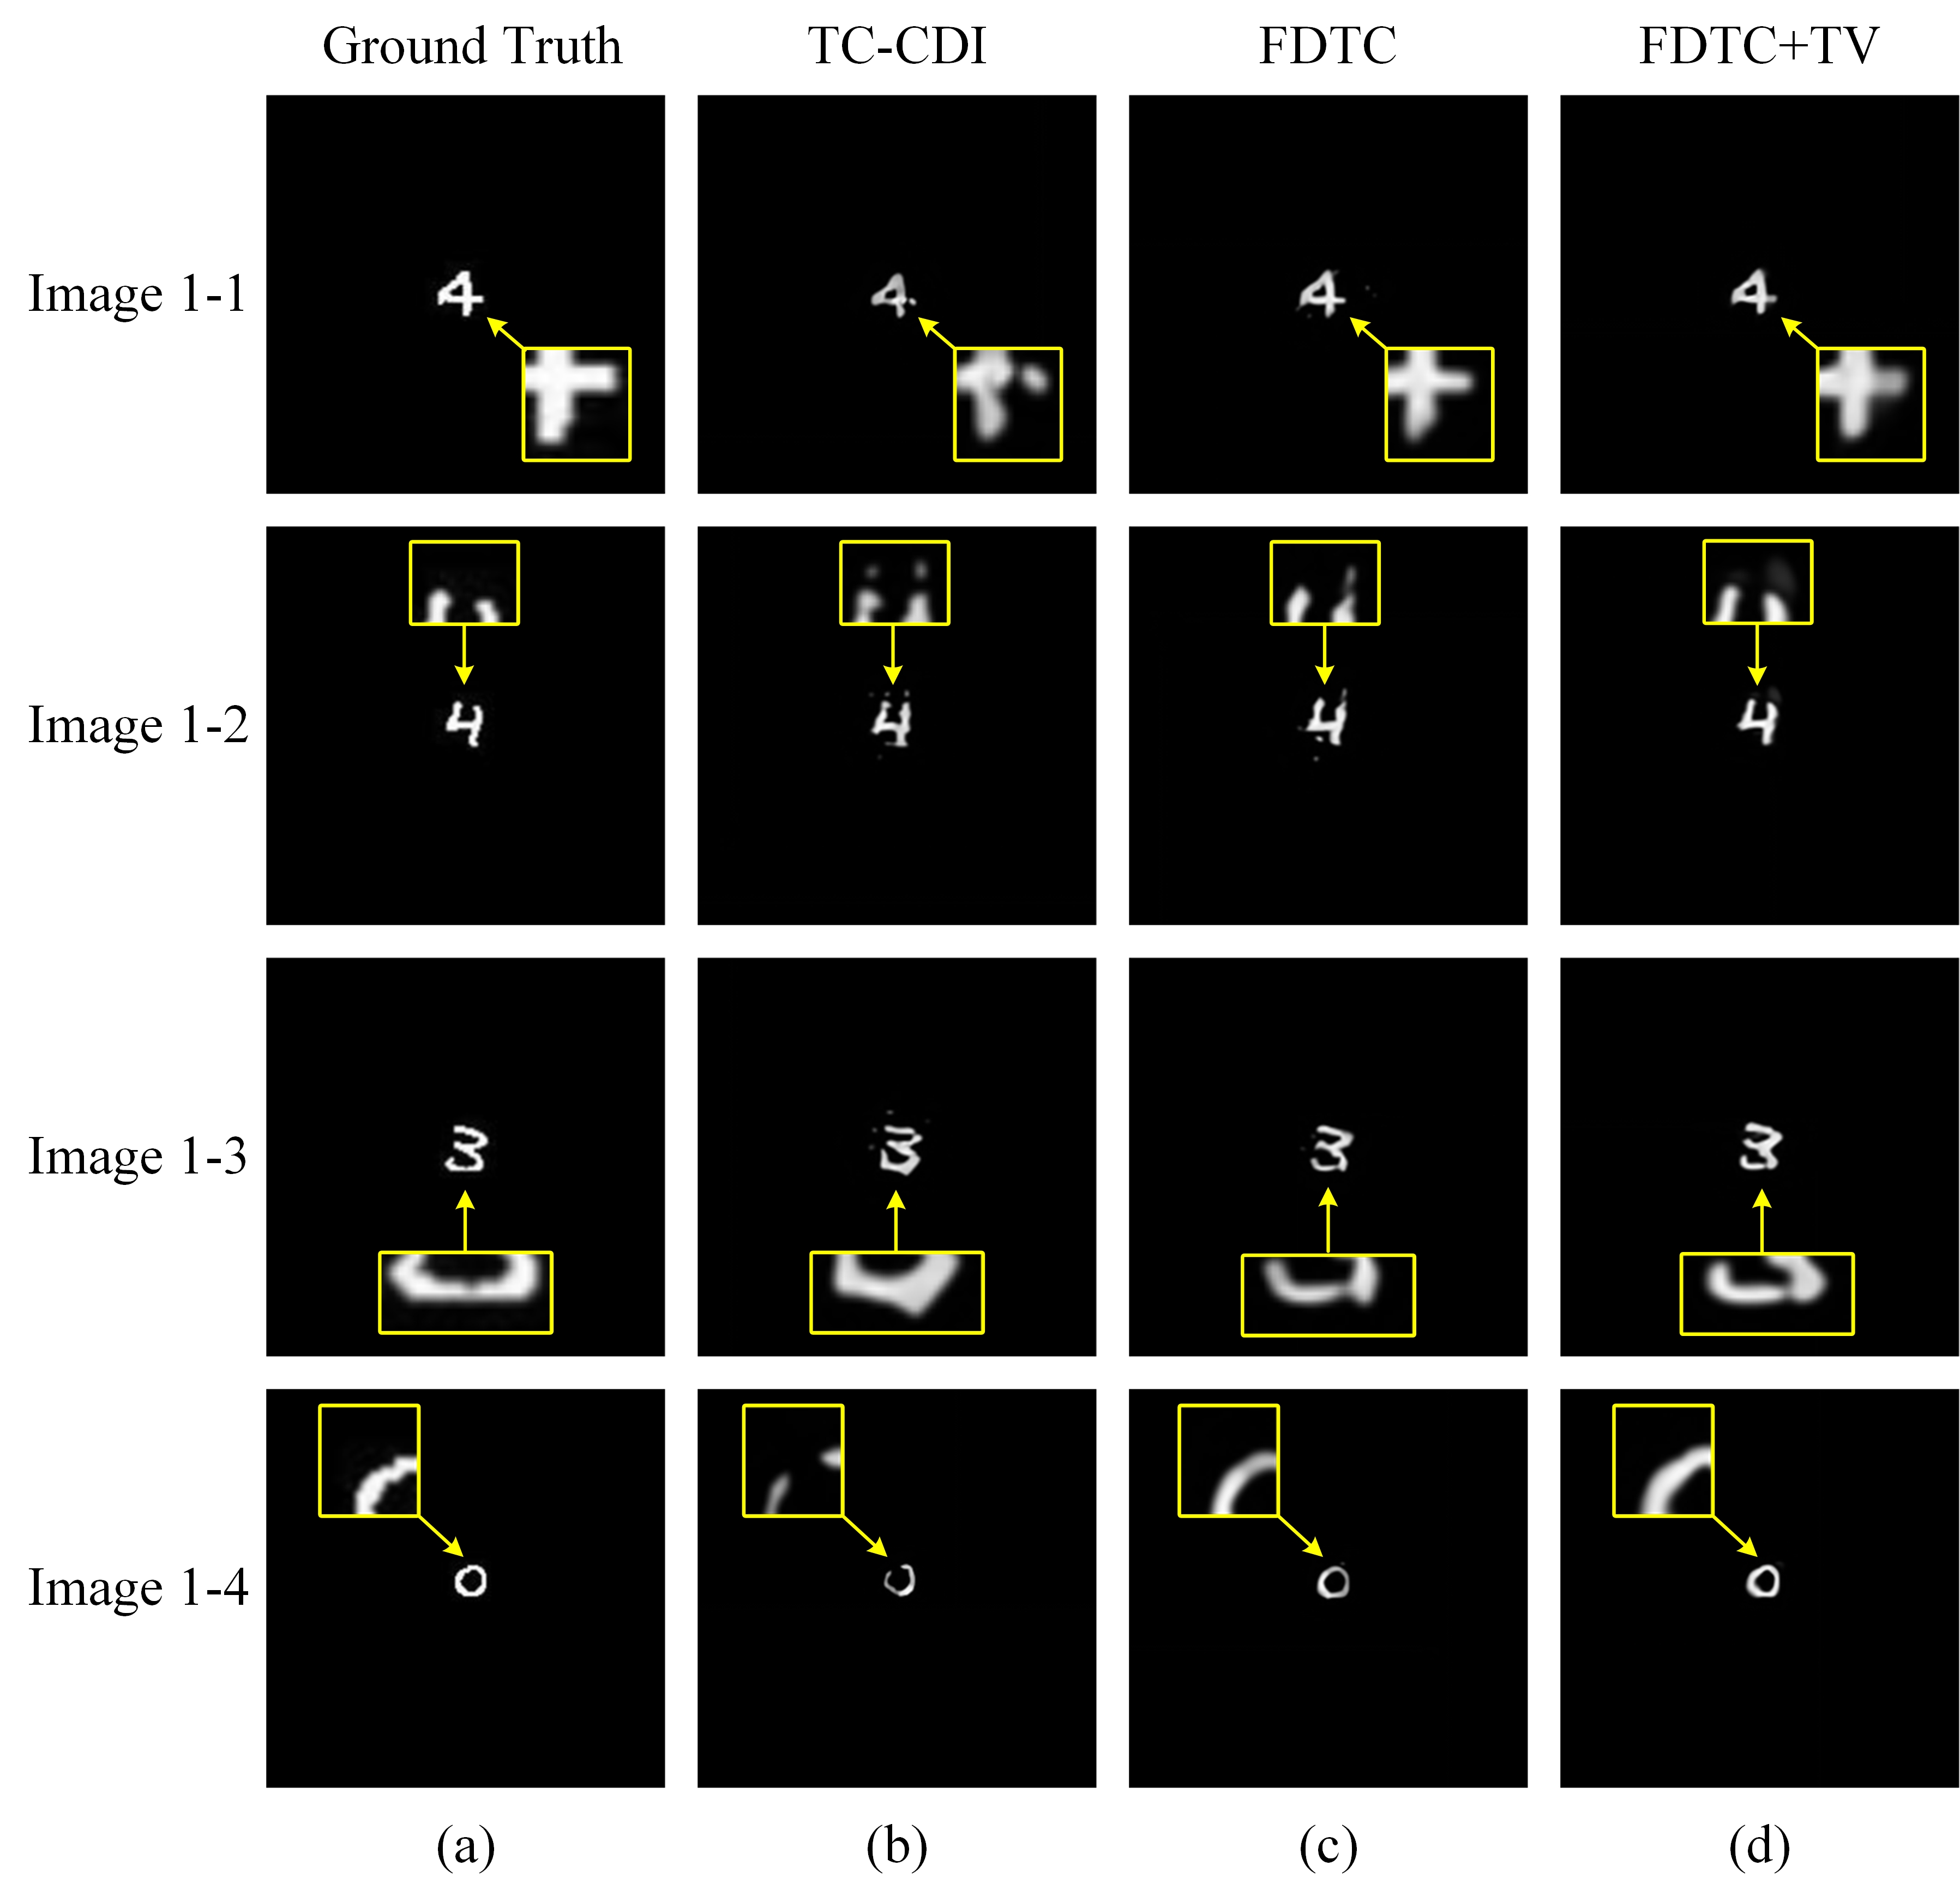 Ground Truth TC-CDI FDTC FDTC+TV
Image 1-1 4 4 4 4
Image 1-2 4 4 4 4
Image 1-3 3 3 3 3
Image 1-4 0 0 0 0
(a) (b) (c) (d)